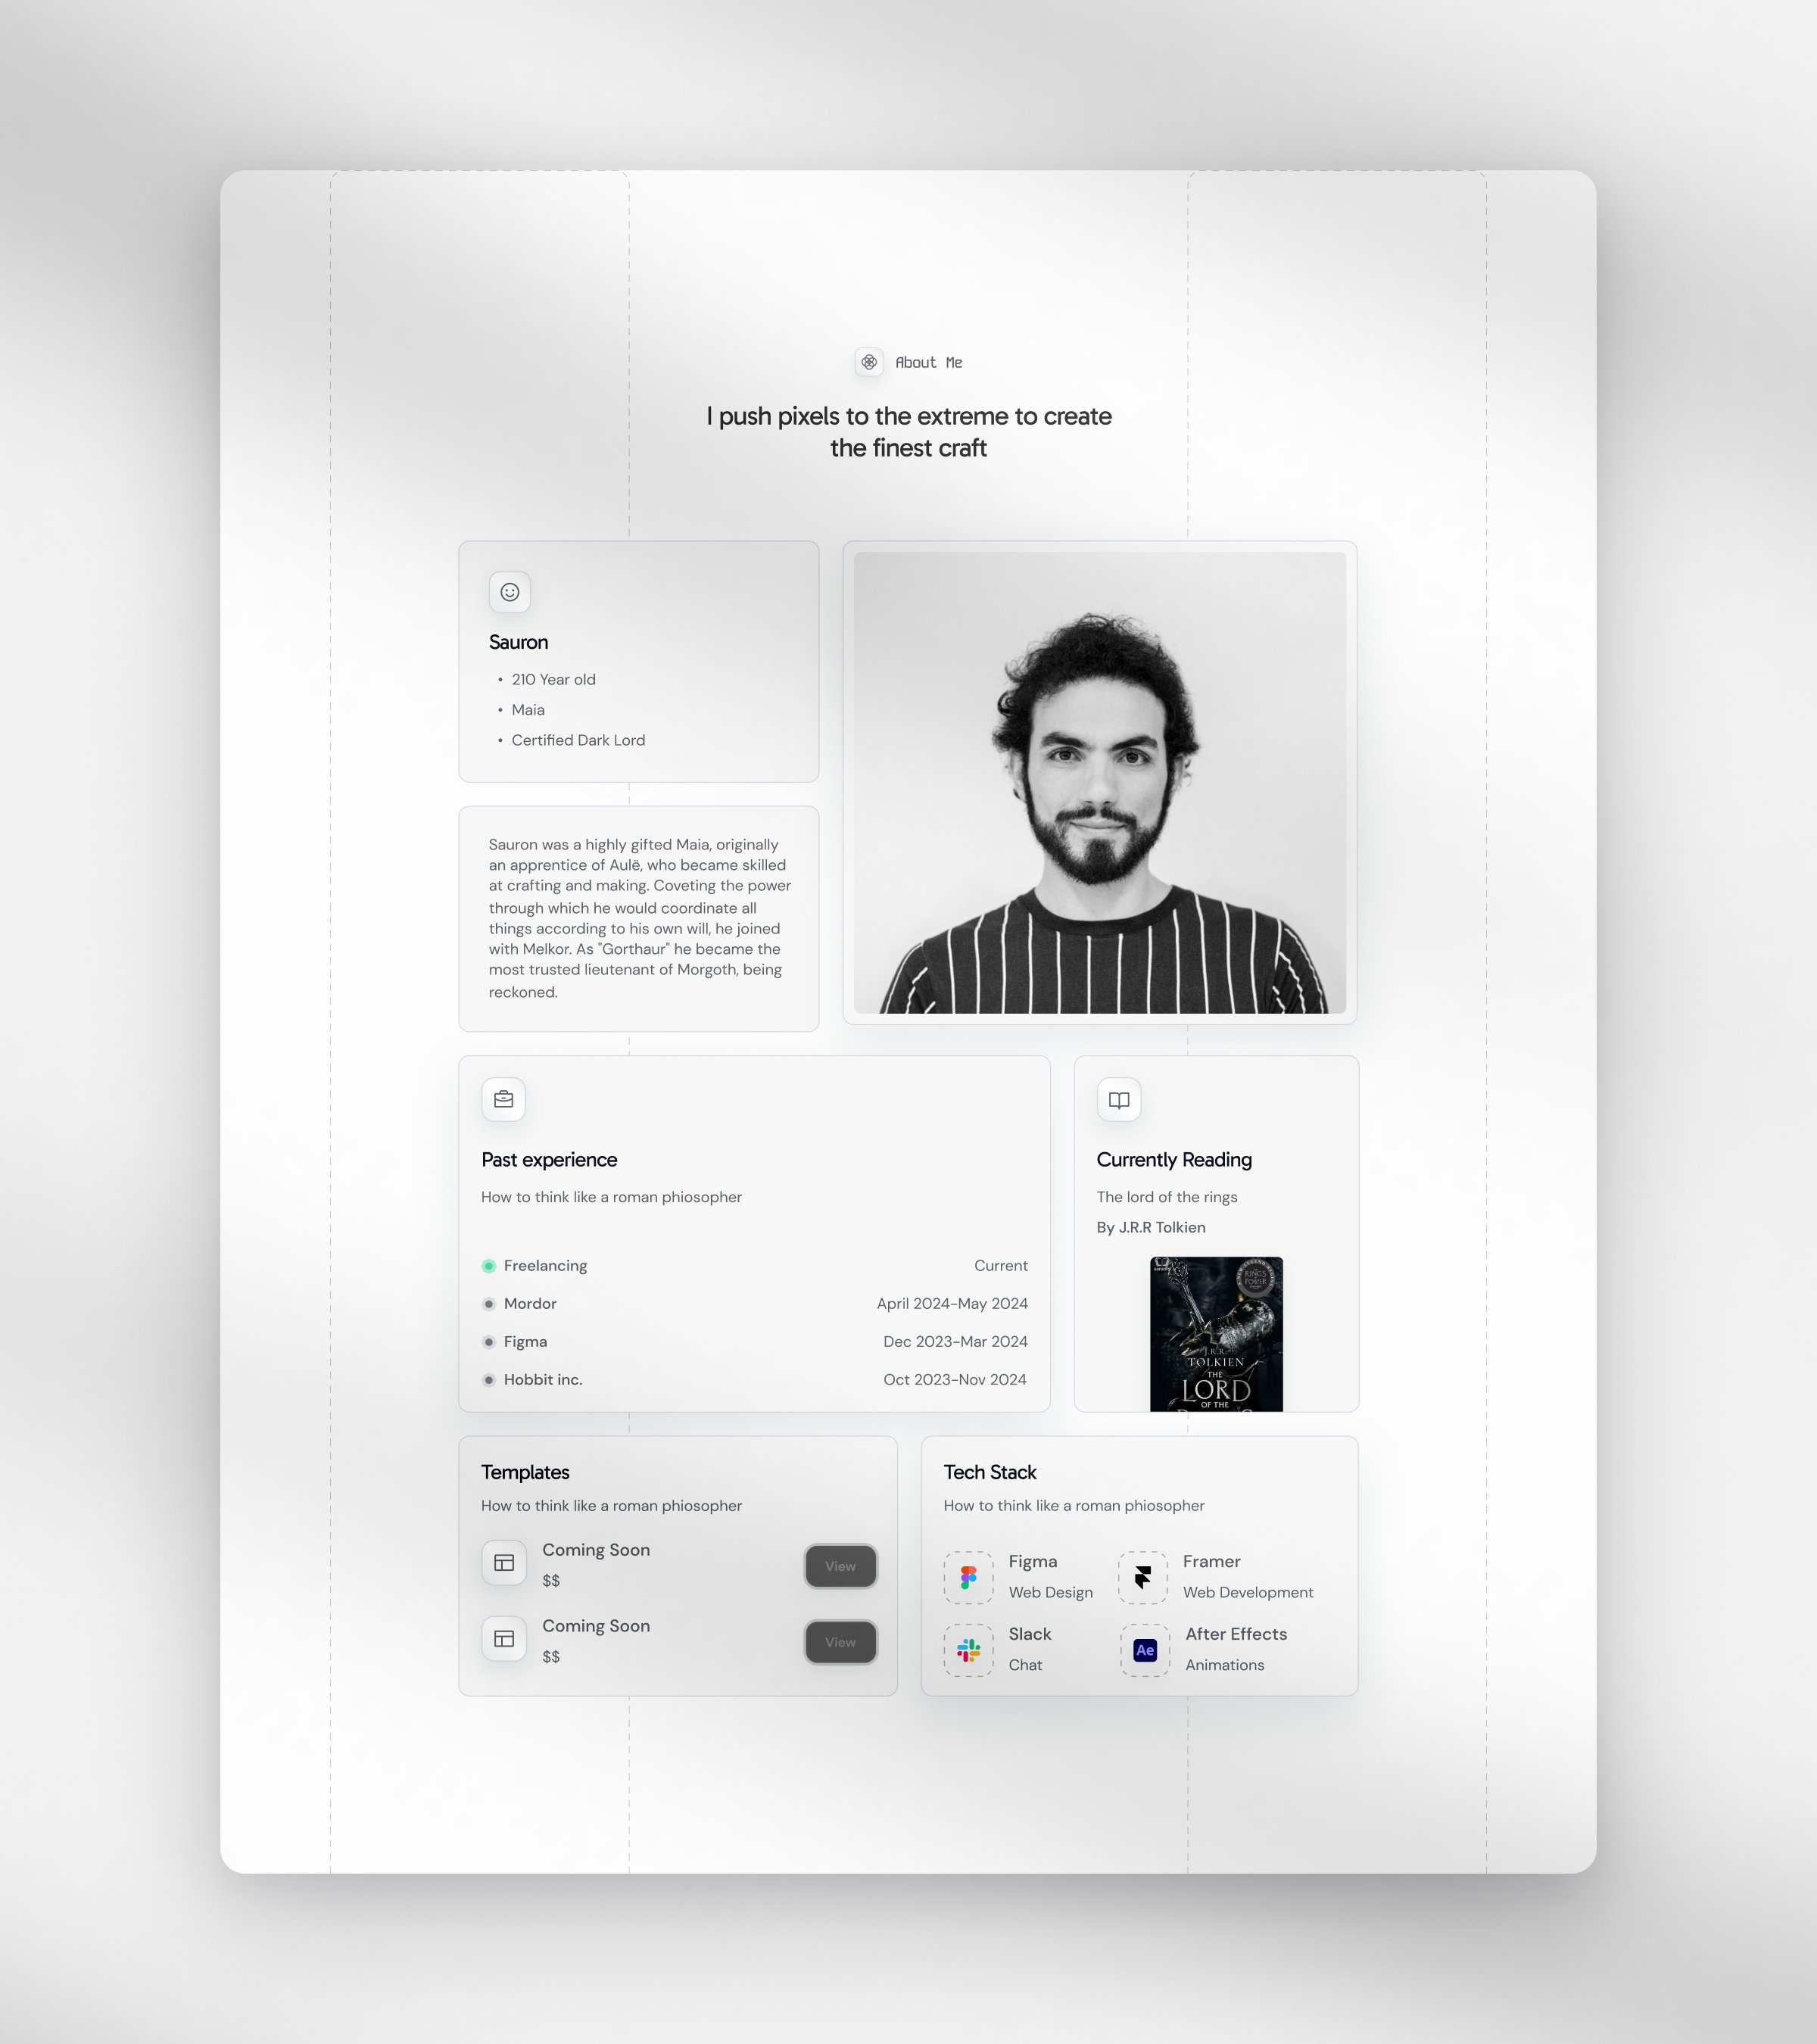 About Me
I push pixels to the extreme to create
the finest craft
Sauron
• 210 Year old
• Maia
• Certified Dark Lord
Sauron was a highly gifted Maia, originally
an apprentice of Aulë, who became skilled
at crafting and making. Coveting the power
through which he would coordinate all
things according to his own will, he joined
with Melkor. As "Gorthaur" he became the
most trusted lieutenant of Morgoth, being
reckoned.
Past experience
How to think like a roman phiosopher
Freelancing Current
Mordor April 2024-May 2024
Figma Dec 2023-Mar 2024
Hobbit inc. Oct 2023-Nov 2024
Currently Reading
The lord of the rings
By J.R.R Tolkien
RINGS
POWER
J.R.R.
TOLKIEN
THE
LORD
OF THE
Templates
How to think like a roman phiosopher
Coming Soon
$$
View
Coming Soon
$$
View
Tech Stack
How to think like a roman phiosopher
Figma
Web Design
Framer
Web Development
Slack
Chat
Ae
After Effects
Animations